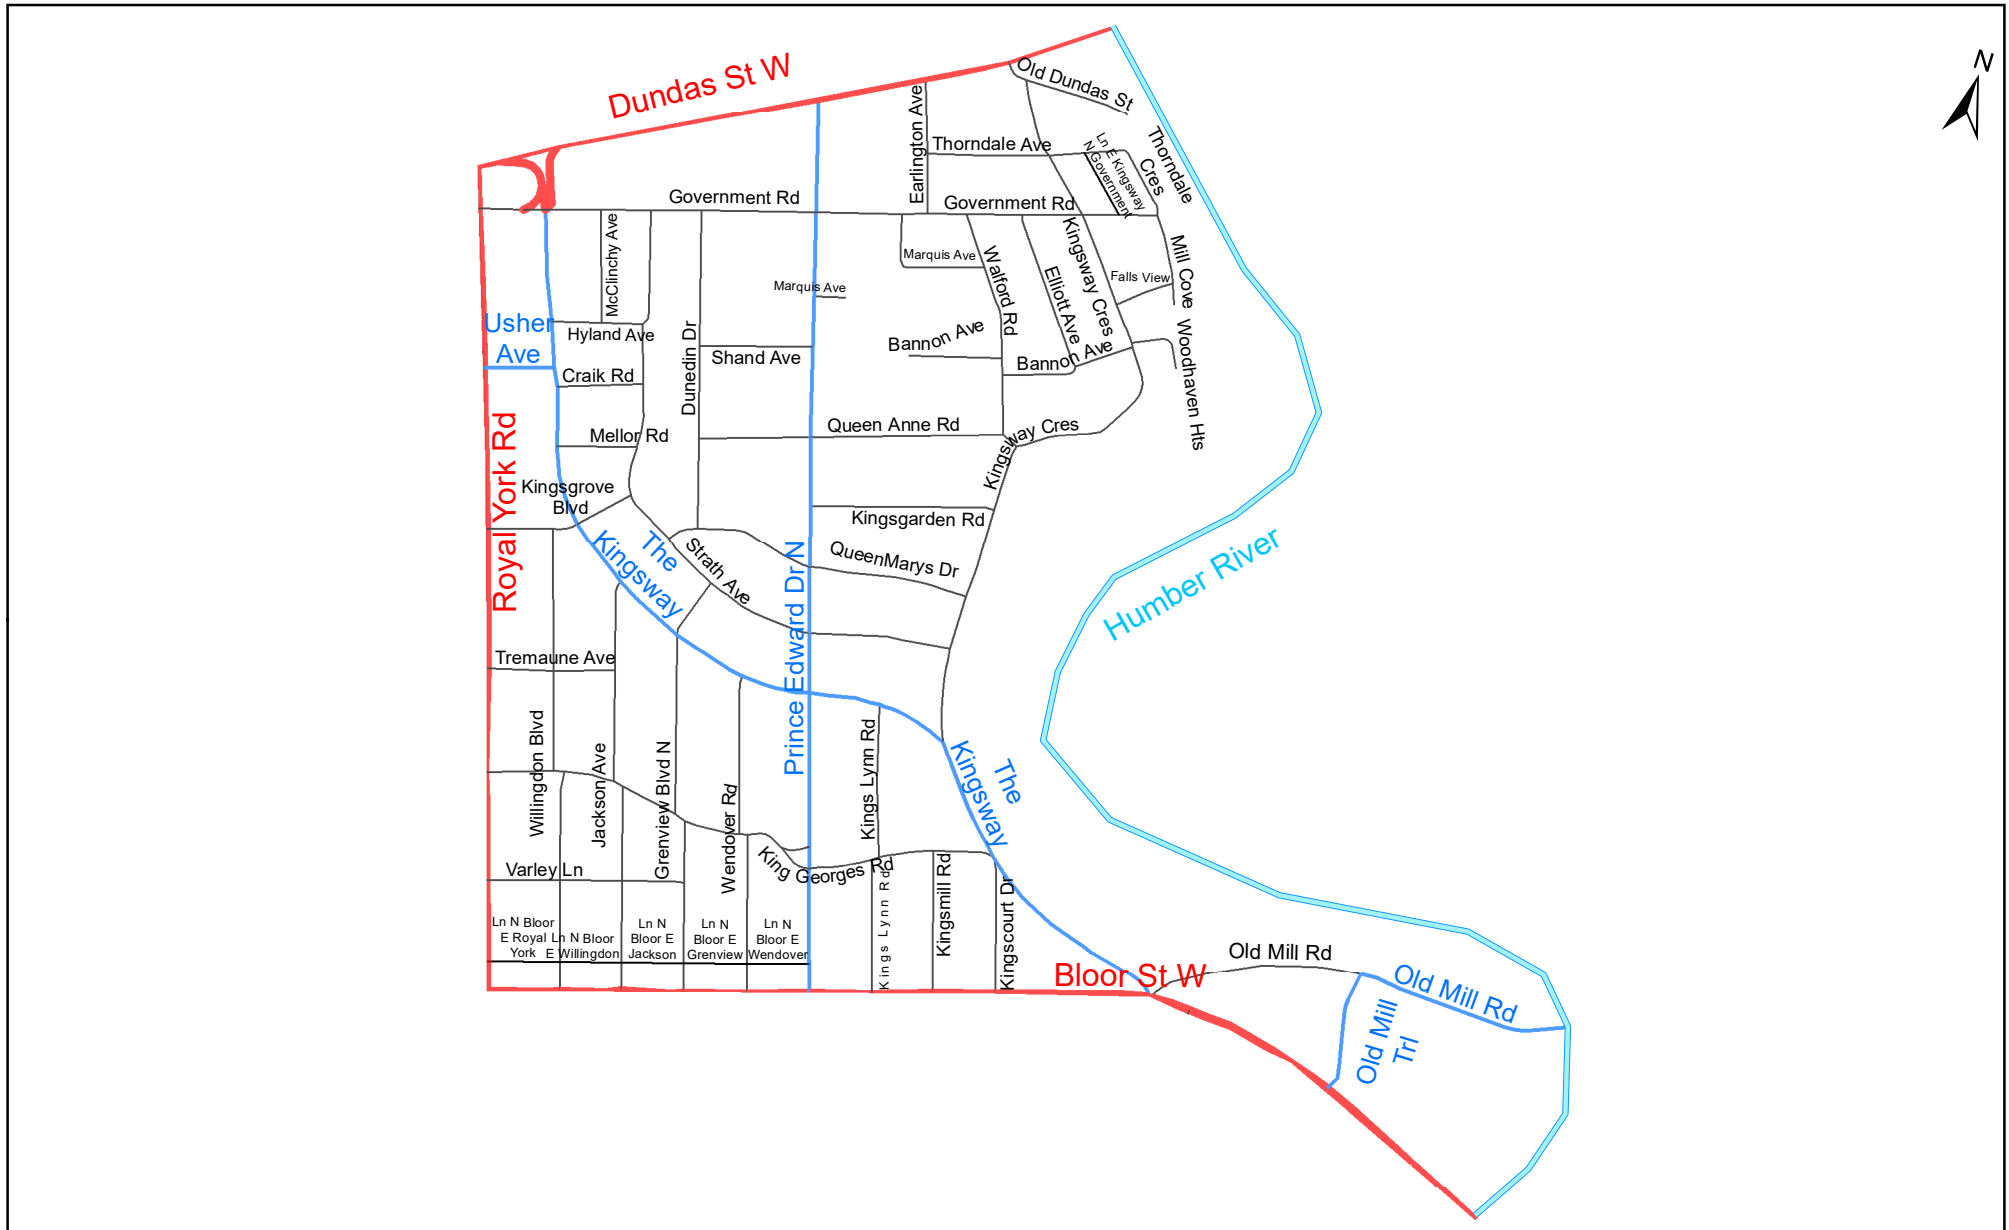 N
Dundas St W
Old Dundas St
Earlington Ave
Thorndale Ave
Ln E Kingsway
N Government
Thorndale
Cres
Government Rd
Government Rd
McClinchy Ave
Marquis Ave
Walford Rd
Elliott Ave
Kingsway Cres
Mill Cove
Falls View
Marquis Ave
Usher
Ave
Hyland Ave
Dunedin Dr
Shand Ave
Bannon Ave
Bannon Ave
Woodhaven Hts
Craik Rd
Mellor Rd
Queen Anne Rd
Kingsway Cres
Royal York Rd
Kingsgrove
Blvd
Kingsgarden Rd
The
Kingsway
Strath Ave
QueenMarys Dr
Prince Edward Dr N
Humber River
Tremaune Ave
Willingdon Blvd
Jackson Ave
Grenview Blvd N
Wendover Rd
Kings Lynn Rd
The
Kingsway
King Georges Rd
Varley Ln
Kings Lynn Rd
Kingsmill Rd
Kingscourt Dr
Ln N Bloor
E Royal
York
Ln N Bloor
E Willingdon
Ln N
Bloor E
Jackson
Ln N
Bloor E
Grenview
Ln N
Bloor E
Wendover
Bloor St W
Old Mill Rd
Old Mill Rd
Old Mill
Trl